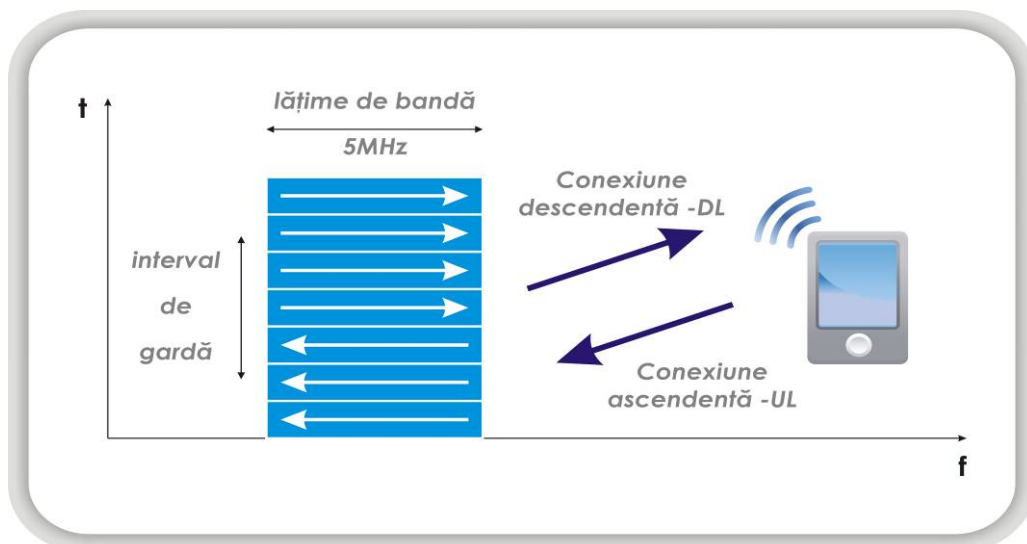 t
lățime de bandă
5MHz
Conexiune
descendentă -DL
interval
de
gardă
Conexiune
ascendentă -UL
f